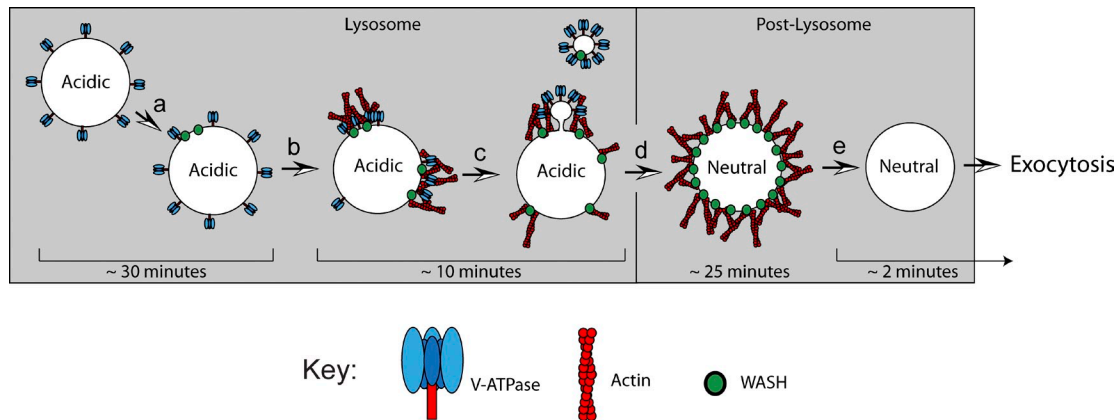 Lysosome
Post-Lysosome
Acidic
a
Acidic
b
Acidic
c
Acidic
d
Neutral
e
Neutral
Exocytosis
~ 30 minutes
~ 10 minutes
~ 25 minutes
~ 2 minutes
Key:
V-ATPase
Actin
WASH